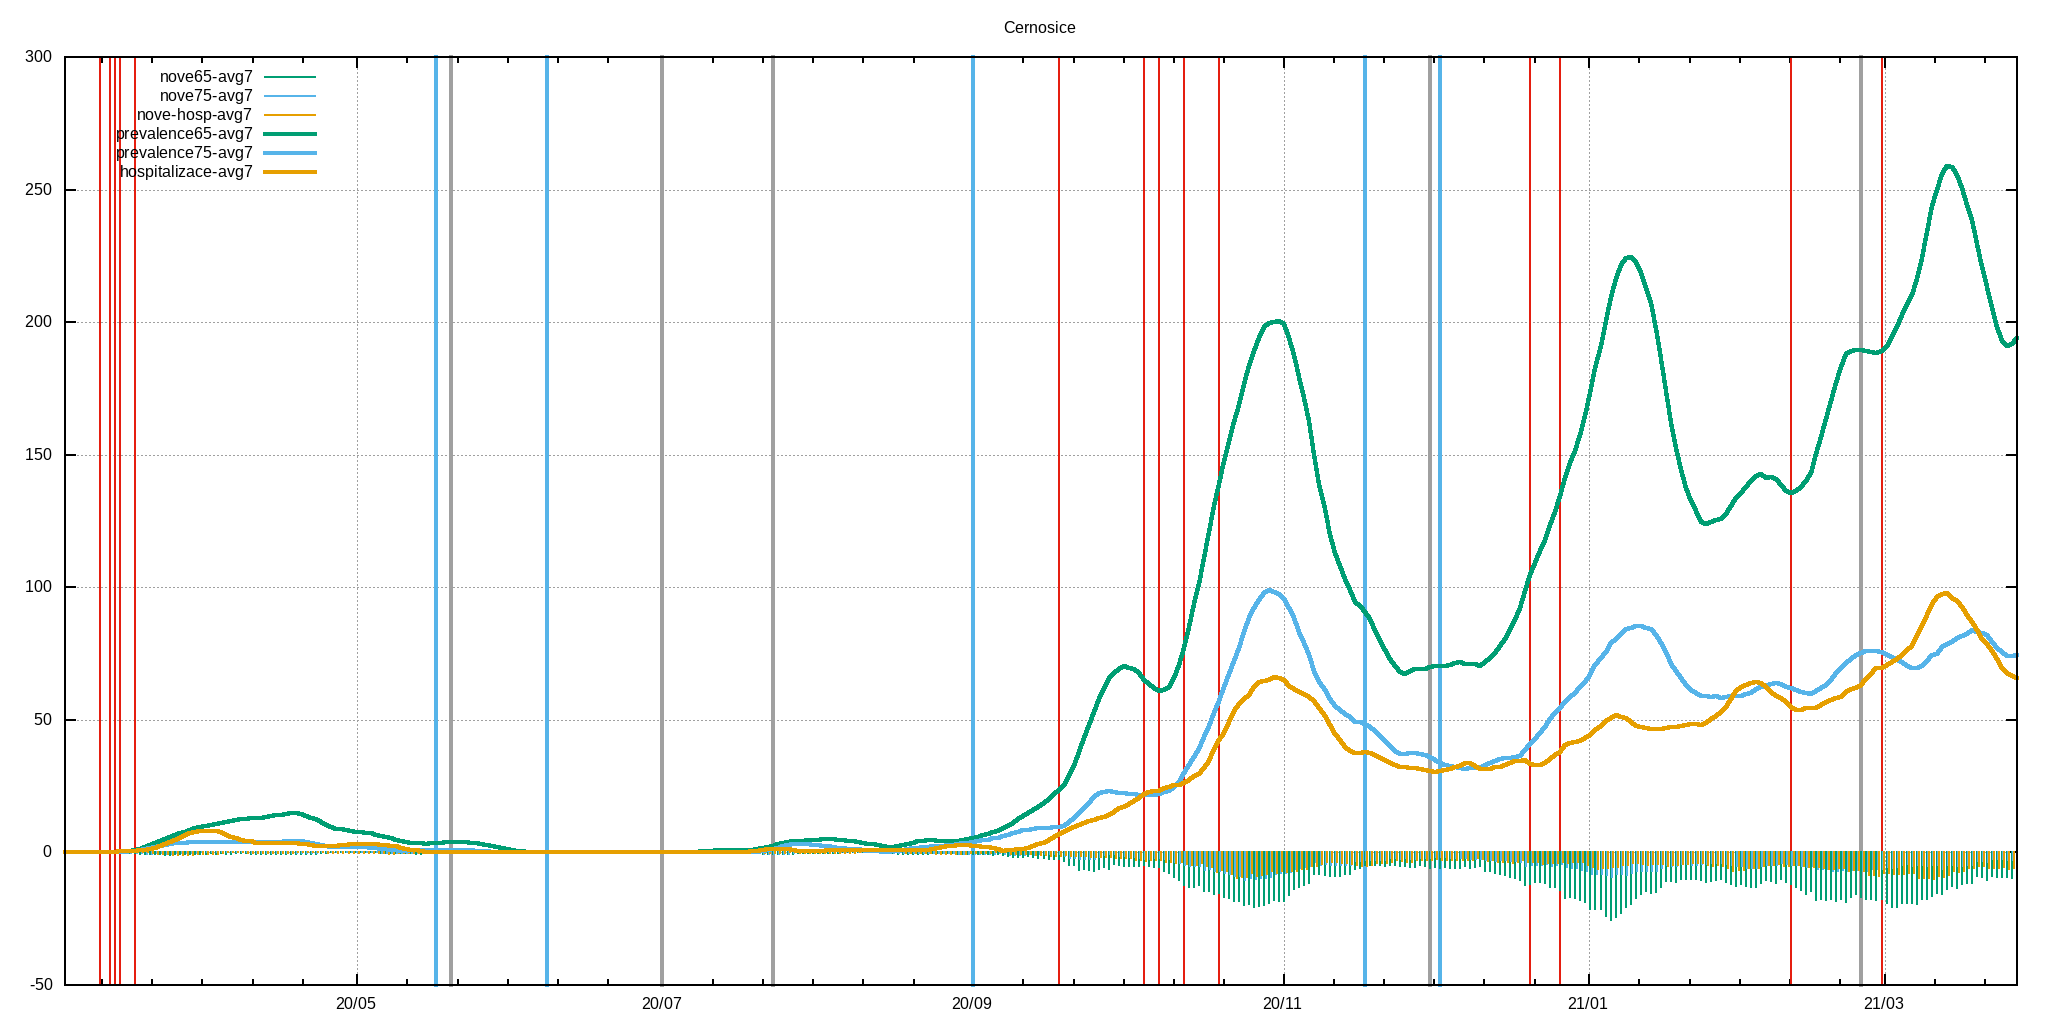 Cernosice
300
250
200
150
100
50
0
-50
nove65-avg7
nove75-avg7
nove-hosp-avg7
prevalence65-avg7
prevalence75-avg7
hospitalizace-avg7
20/05
20/07
20/09
20/11
21/01
21/03